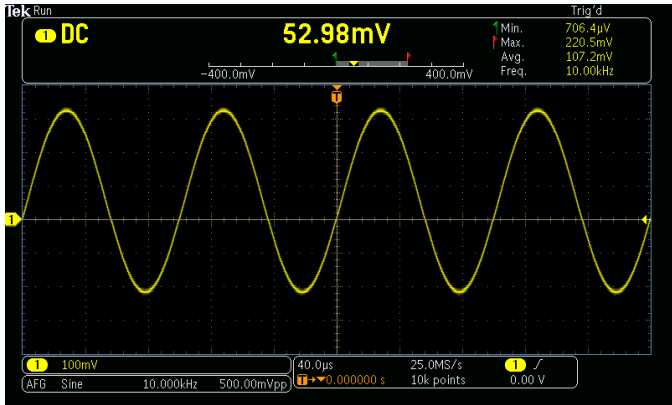 Tek Run Trig'd
1 DC 52.98mV
Min. 706.4µV
Max. 220.5mV
Avg. 107.2mV
Freq. 10.00kHz
-400.0mV 400.0mV
T
1
1 100mV
40.0µs 25.0MS/s 1
T→▼0.000000 s 10k points 0.00 V
AFG Sine 10.000kHz 500.00mVpp